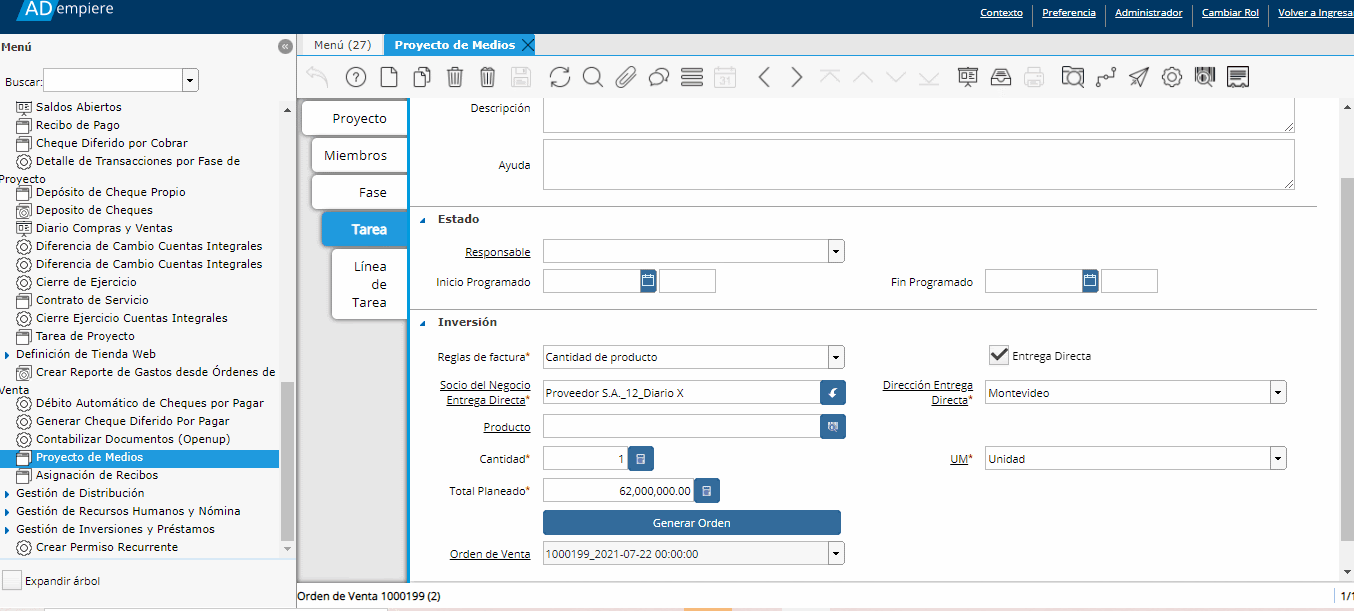 ADempiere
Contexto
Preferencia
Administrador
Cambiar Rol
Volver a Ingresa
Menú
Menú (27)
Proyecto de Medios
Buscar:
31
Saldos Abiertos
Recibo de Pago
Cheque Diferido por Cobrar
Detalle de Transacciones por Fase de
Proyecto
Depósito de Cheque Propio
Deposito de Cheques
Diario Compras y Ventas
Diferencia de Cambio Cuentas Integrales
Diferencia de Cambio Cuentas Integrales
Cierre de Ejercicio
Contrato de Servicio
Cierre Ejercicio Cuentas Integrales
Tarea de Proyecto
Definición de Tienda Web
Crear Reporte de Gastos desde Órdenes de
Venta
Débito Automático de Cheques por Pagar
Generar Cheque Diferido Por Pagar
Contabilizar Documentos (Openup)
Proyecto de Medios
Asignación de Recibos
Gestión de Distribución
Gestión de Recursos Humanos y Nómina
Gestión de Inversiones y Préstamos
Crear Permiso Recurrente
Expandir árbol
Proyecto
Miembros
Fase
Tarea
Línea
de
Tarea
Descripción
Ayuda
Estado
Responsable
Inicio Programado
Fin Programado
Inversión
Reglas de factura*
Cantidad de producto
Entrega Directa
Socio del Negocio
Entrega Directa*
Proveedor S.A._12_Diario X
Dirección Entrega
Directa*
Montevideo
Producto
Cantidad*
1
UM*
Unidad
Total Planeado*
62,000,000.00
Generar Orden
Orden de Venta
1000199_2021-07-22 00:00:00
Orden de Venta 1000199 (2)
1/1